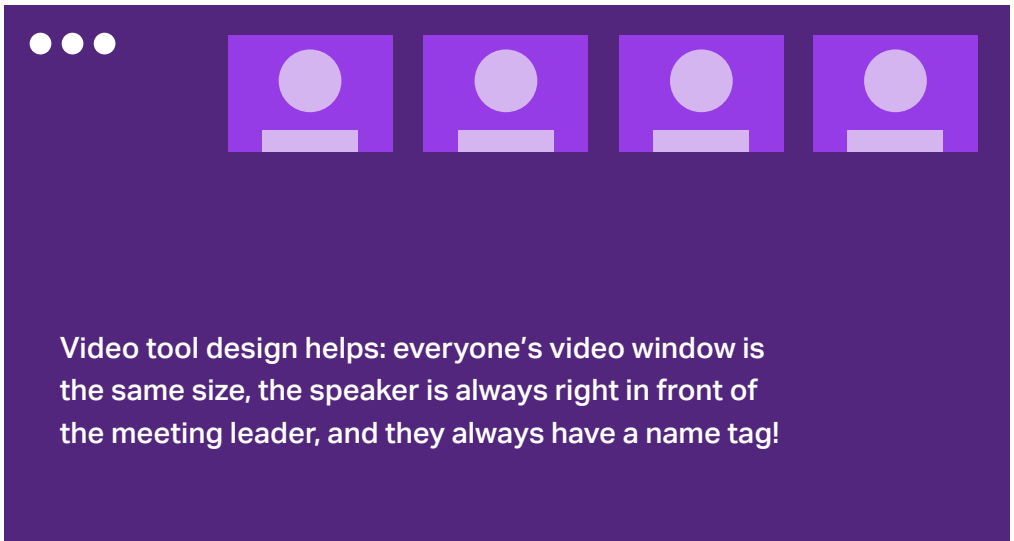 Video tool design helps: everyone’s video window is
the same size, the speaker is always right in front of
the meeting leader, and they always have a name tag!